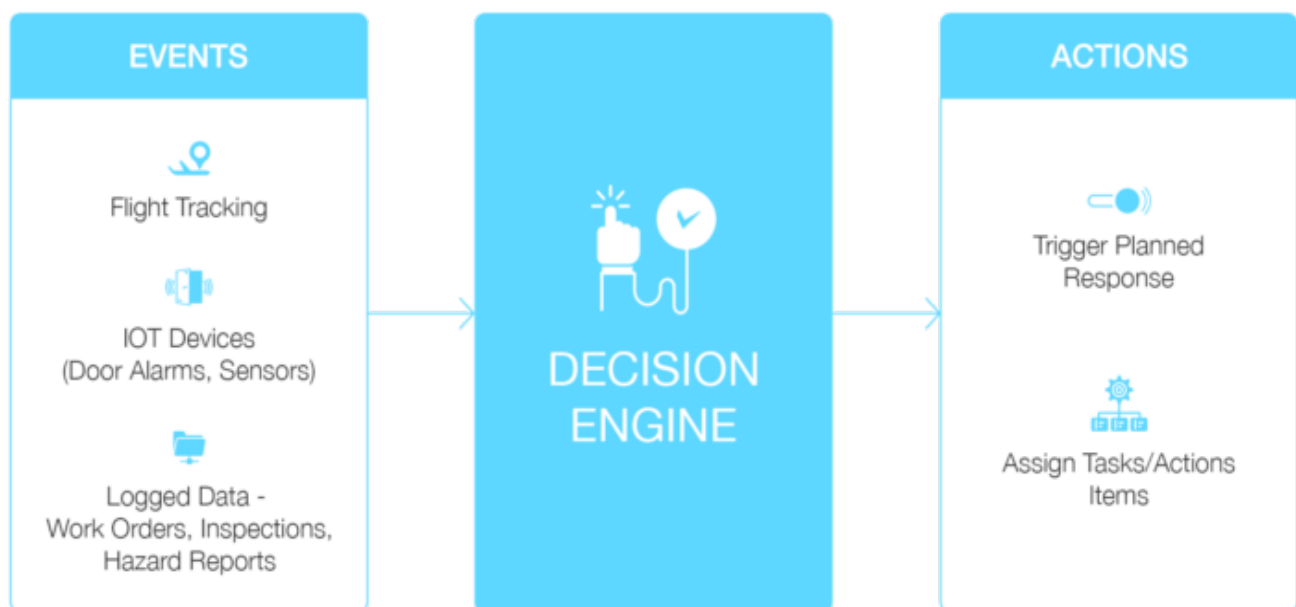 EVENTS
Flight Tracking
IOT Devices
(Door Alarms, Sensors)
Logged Data -
Work Orders, Inspections,
Hazard Reports
DECISION
ENGINE
ACTIONS
Trigger Planned
Response
Assign Tasks/Actions
Items